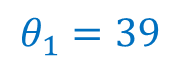 θ₁ = 39